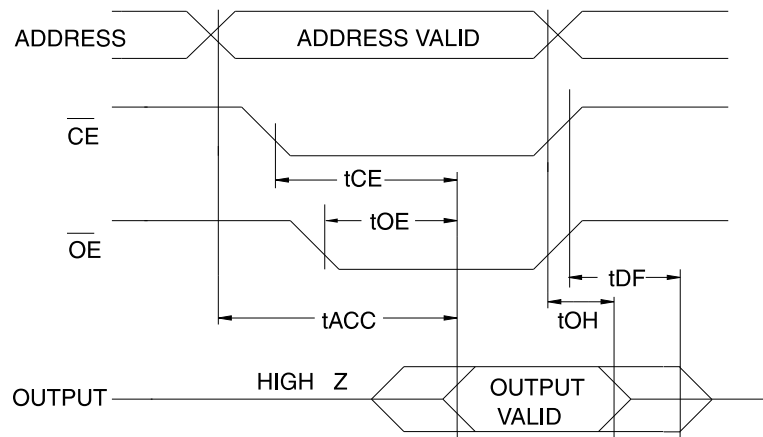 ADDRESS
ADDRESS VALID
CE
tCE
tOE
OE
tDF
tACC
tOH
HIGH Z
OUTPUT
OUTPUT
VALID